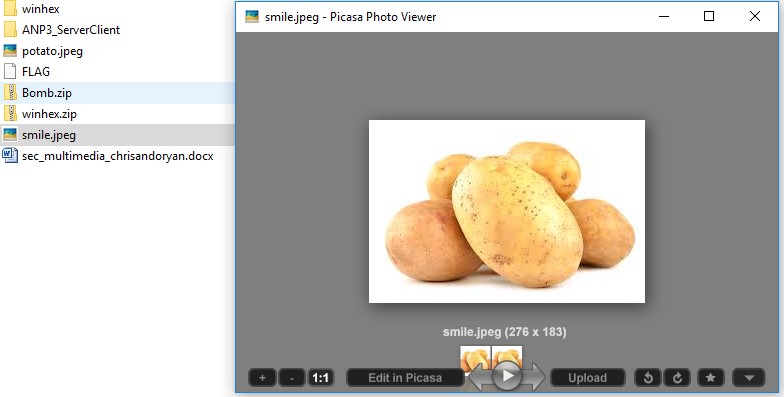 winhex
ANP3_ServerClient
potato.jpeg
FLAG
Bomb.zip
winhex.zip
smile.jpeg
sec_multimedia_chrisandoryan.docx
smile.jpeg - Picasa Photo Viewer
smile.jpeg (276 x 183)
+ - 1:1 Edit in Picasa Upload